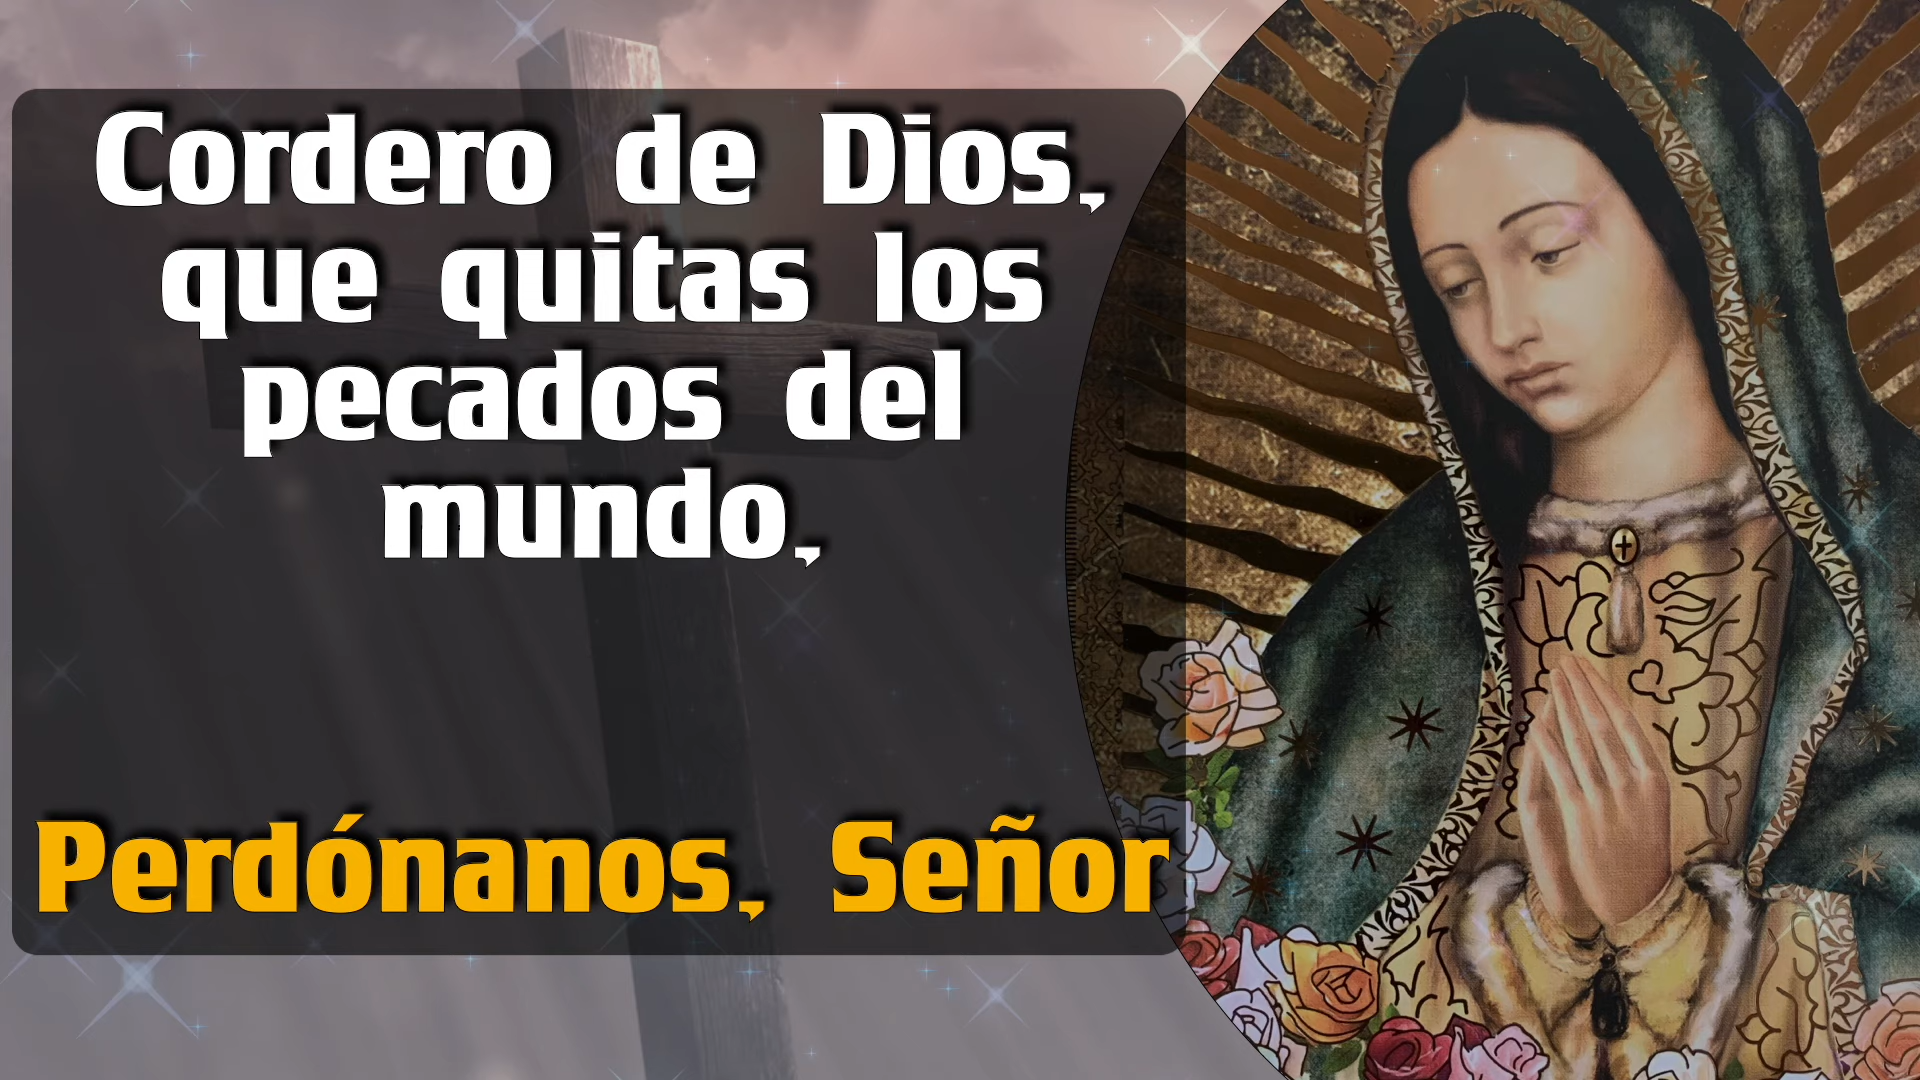 Cordero de Dios,
que quitas los
pecados del
mundo,
Perdónanos, Señor